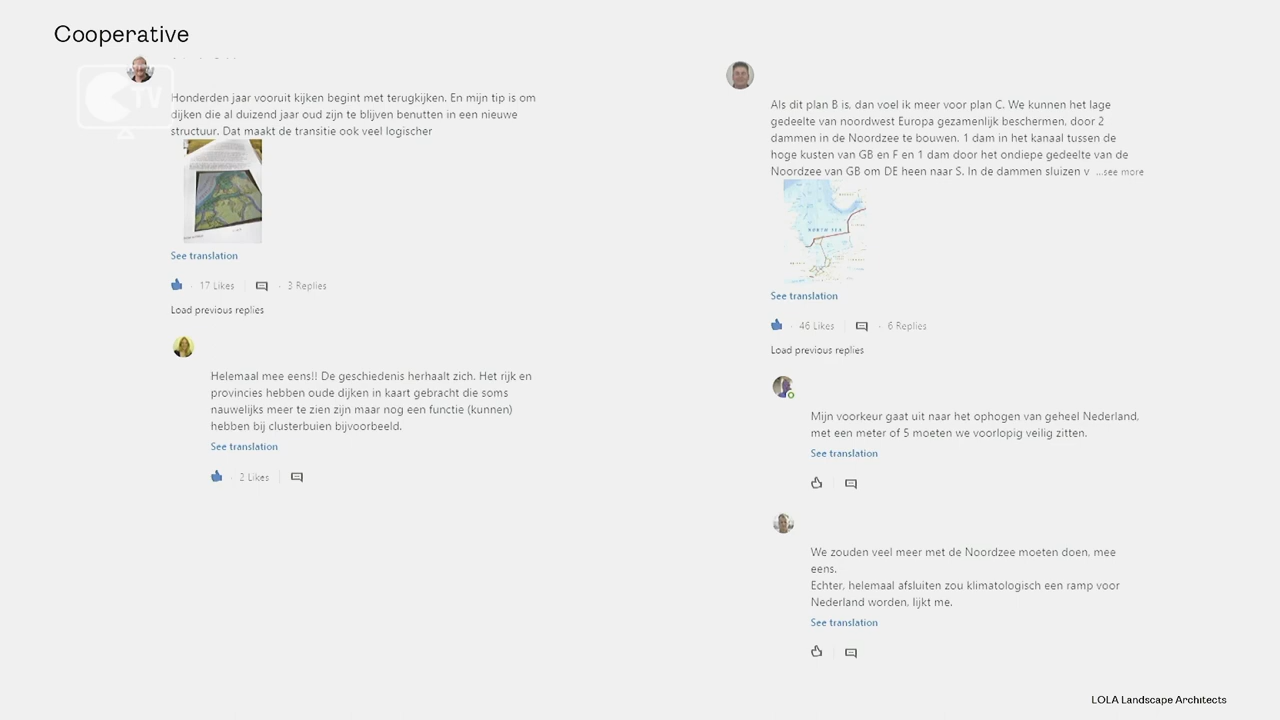 Cooperative
TV
Honderden jaar vooruit kijken begint met terugkijken. En mijn tip is om
dijken die al duizend jaar oud zijn te blijven benutten in een nieuwe
structuur. Dat maakt de transitie ook veel logischer
See translation
17 Likes
3 Replies
Load previous replies
Helemaal mee eens!! De geschiedenis herhaalt zich. Het rijk en
provincies hebben oude dijken in kaart gebracht die soms
nauwelijks meer te zien zijn maar nog een functie (kunnen)
hebben bij clusterbuien bijvoorbeeld.
See translation
2 Likes
Als dit plan B is, dan voel ik meer voor plan C. We kunnen het lage
gedeelte van noordwest Europa gezamenlijk beschermen, door 2
dammen in de Noordzee te bouwen. 1 dam in het kanaal tussen de
hoge kusten van GB en F en 1 dam door het ondiepe gedeelte van de
Noordzee van GB om DE heen naar S. In de dammen sluizen v ...see more
NORTH SEA
See translation
46 Likes
6 Replies
Load previous replies
Mijn voorkeur gaat uit naar het ophogen van geheel Nederland,
met een meter of 5 moeten we voorlopig veilig zitten.
See translation
We zouden veel meer met de Noordzee moeten doen, mee
eens.
Echter, helemaal afsluiten zou klimatologisch een ramp voor
Nederland worden, lijkt me.
See translation
LOLA Landscape Architects